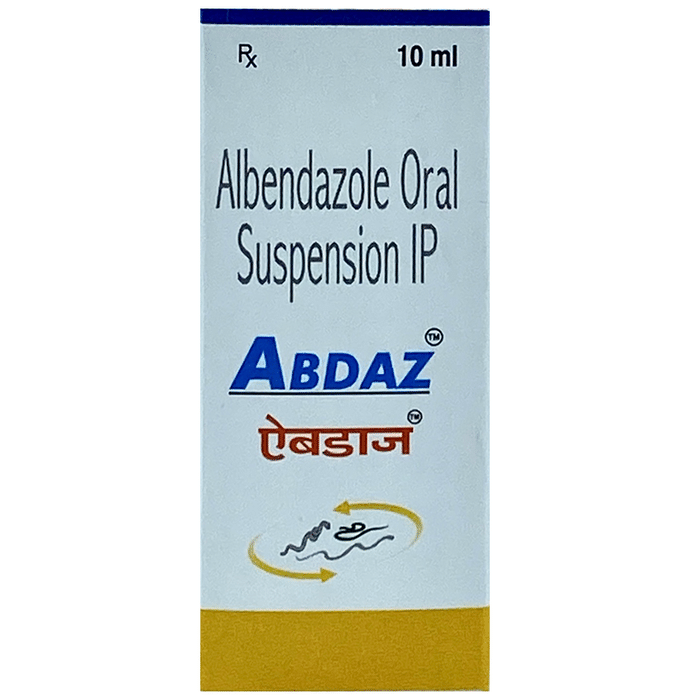 Rx 10 ml
Albendazole Oral
Suspension IP
ABDAZ™
ऐबडाज™